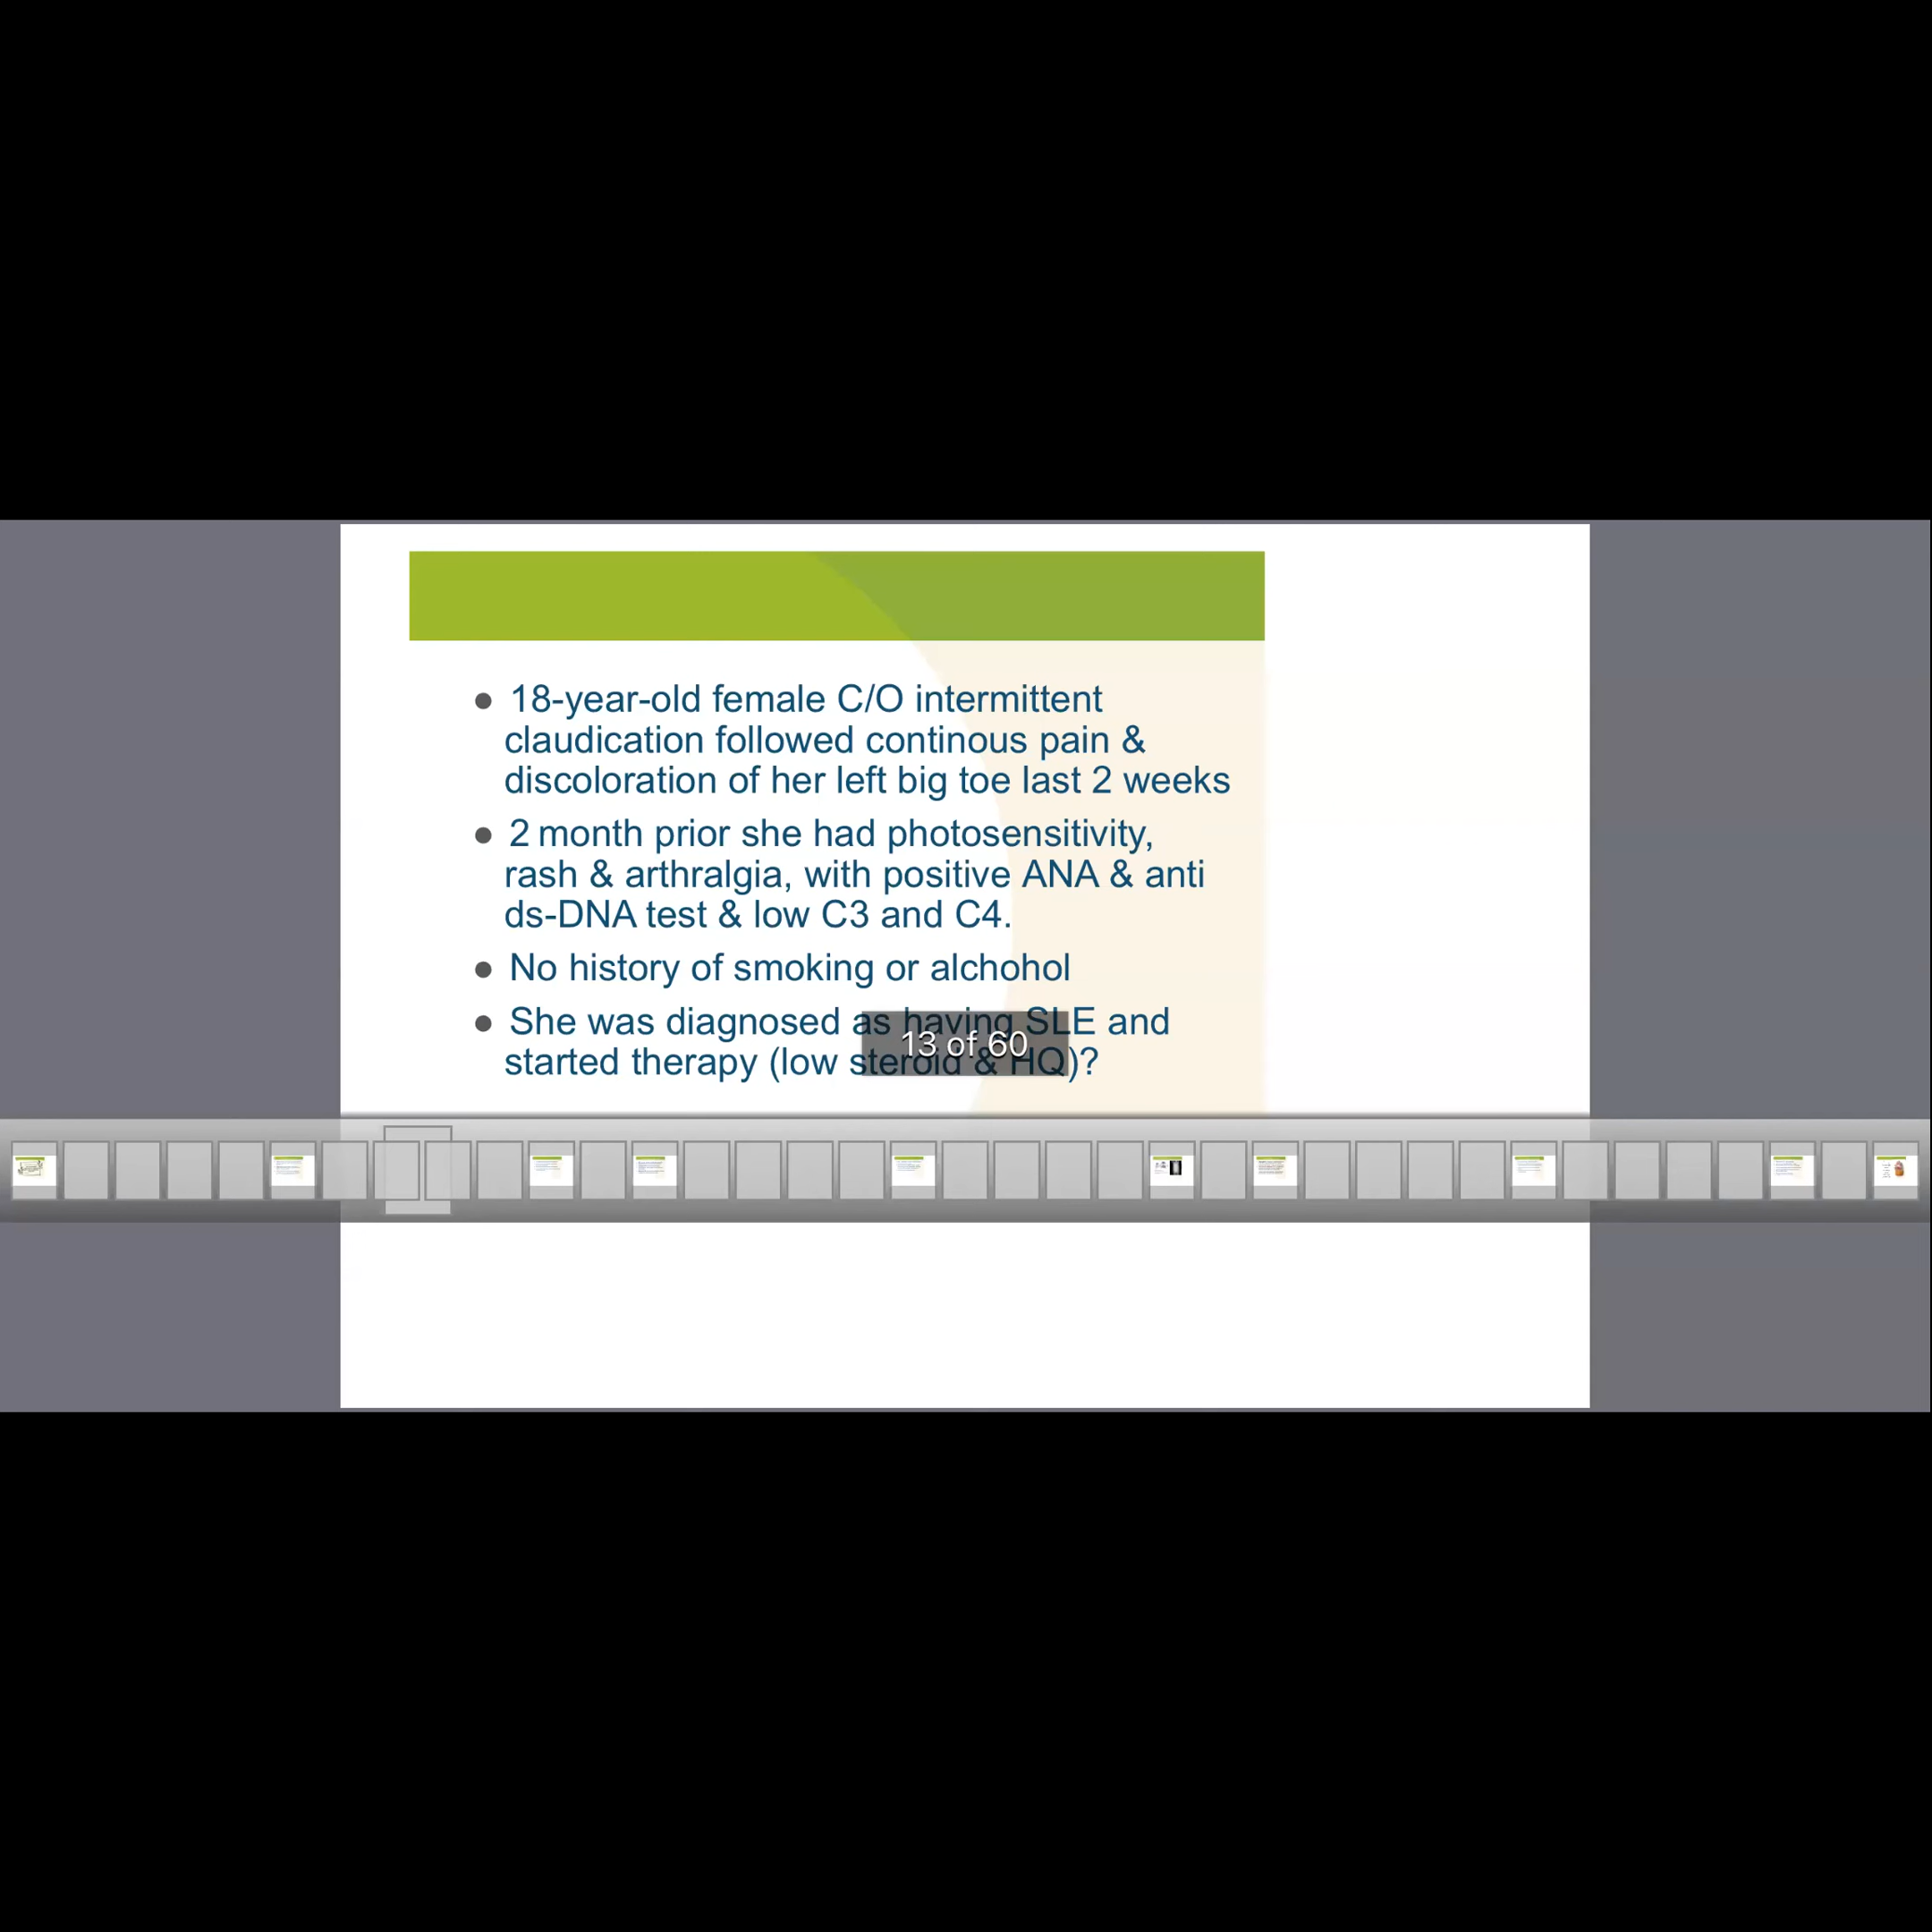 18-year-old female C/O intermittent
claudication followed continous pain &
discoloration of her left big toe last 2 weeks
2 month prior she had photosensitivity,
rash & arthralgia, with positive ANA & anti
ds-DNA test & low C3 and C4.
No history of smoking or alchohol
She was diagnosed as having SLE and
started therapy (low steroid & HQ)?
13 of 60